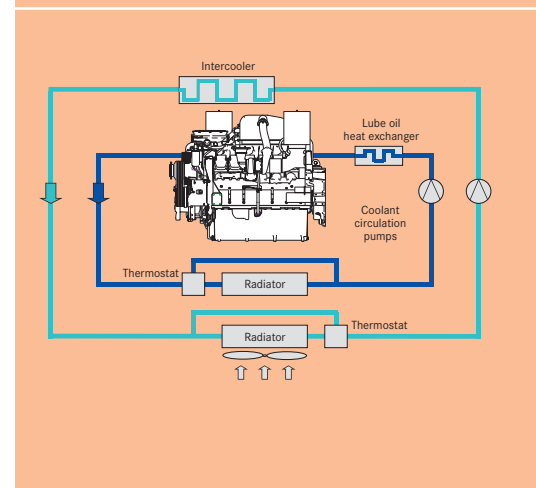 Intercooler
Lube oil
heat exchanger
Coolant
circulation
pumps
Thermostat
Radiator
Radiator
Thermostat